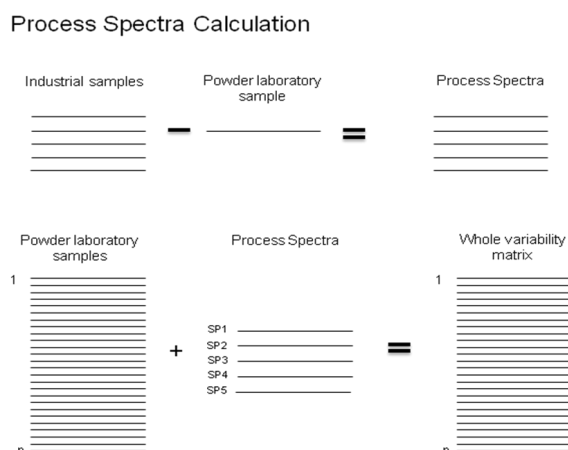 Process Spectra Calculation
Industrial samples
Powder laboratory
sample
Process Spectra
Powder laboratory
samples
Process Spectra
Whole variability
matrix
1
1
SP1
SP2
+
SP3
SP4
SP5
n
n